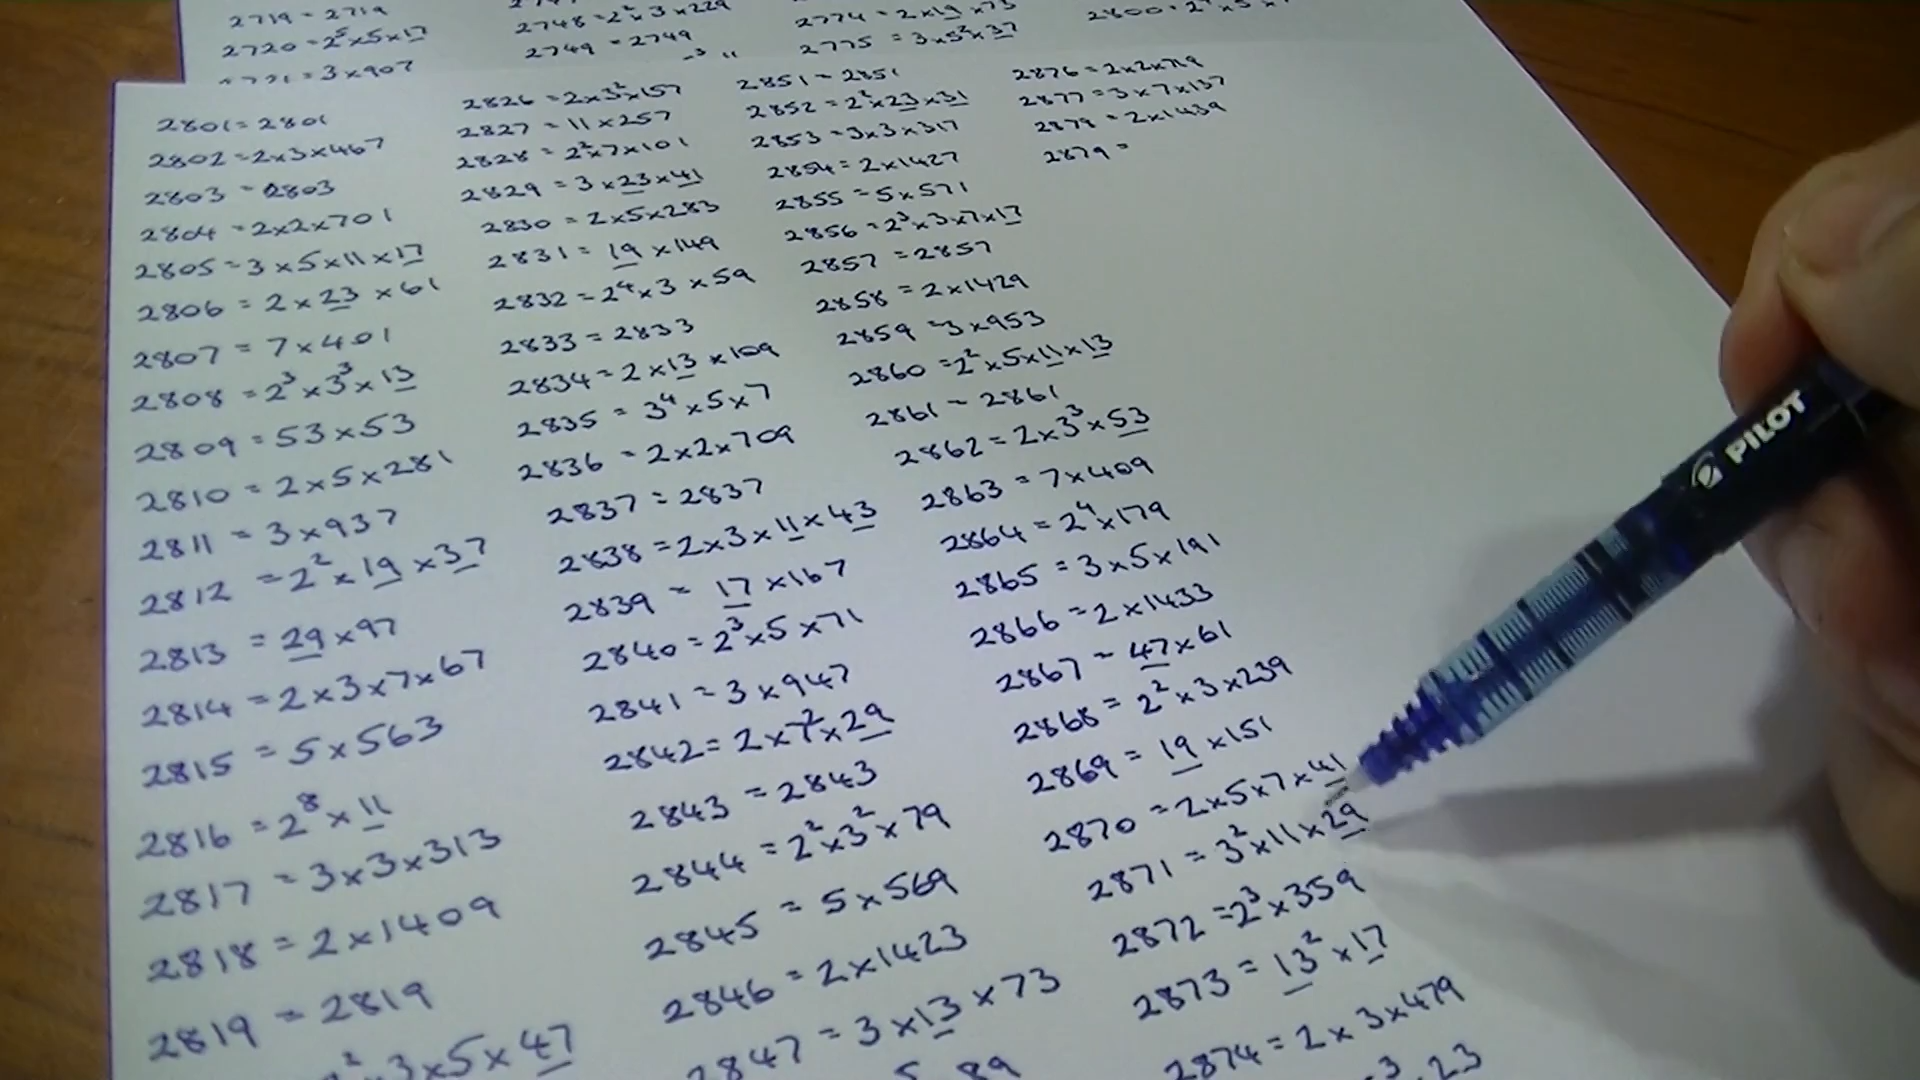 2719 = 2719
2720 = 2⁵×5×17
2721 = 3×907
2748 = 2²×3×229
2749 = 2749
2774 = 2×19×73
2775 = 3×5²×37
2801 = 2801
2802 = 2×3×467
2803 = 2803
2804 = 2×2×701
2805 = 3×5×11×17
2806 = 2×23×61
2807 = 7×401
2808 = 2³×3³×13
2809 = 53×53
2810 = 2×5×281
2811 = 3×937
2812 = 2²×19×37
2813 = 29×97
2814 = 2×3×7×67
2815 = 5×563
2816 = 2⁸×11
2817 = 3×3×313
2818 = 2×1409
2819 = 2819
²×3×5×47
2826 = 2×3²×157
2827 = 11×257
2828 = 2²×7×101
2829 = 3×23×41
2830 = 2×5×283
2831 = 19×149
2832 = 2⁴×3×59
2833 = 2833
2834 = 2×13×109
2835 = 3⁴×5×7
2836 = 2×2×709
2837 = 2837
2838 = 2×3×11×43
2839 = 17×167
2840 = 2³×5×71
2841 = 3×947
2842 = 2×7²×29
2843 = 2843
2844 = 2²×3²×79
2845 = 5×569
2846 = 2×1423
2847 = 3×13×73
89
2851 = 2851
2852 = 2²×23×31
2853 = 3×3×317
2854 = 2×1427
2855 = 5×571
2856 = 2³×3×7×17
2857 = 2857
2858 = 2×1429
2859 = 3×953
2860 = 2²×5×11×13
2861 = 2861
2862 = 2×3³×53
2863 = 7×409
2864 = 2⁴×179
2865 = 3×5×191
2866 = 2×1433
2867 = 47×61
2868 = 2²×3×239
2869 = 19×151
2870 = 2×5×7×41
2871 = 3²×11×29
2872 = 2³×359
2873 = 13²×17
2874 = 2×3×479
³ 23
2876 = 2×2×719
2877 = 3×7×137
2879 = 2×1439
2879 =
PILOT